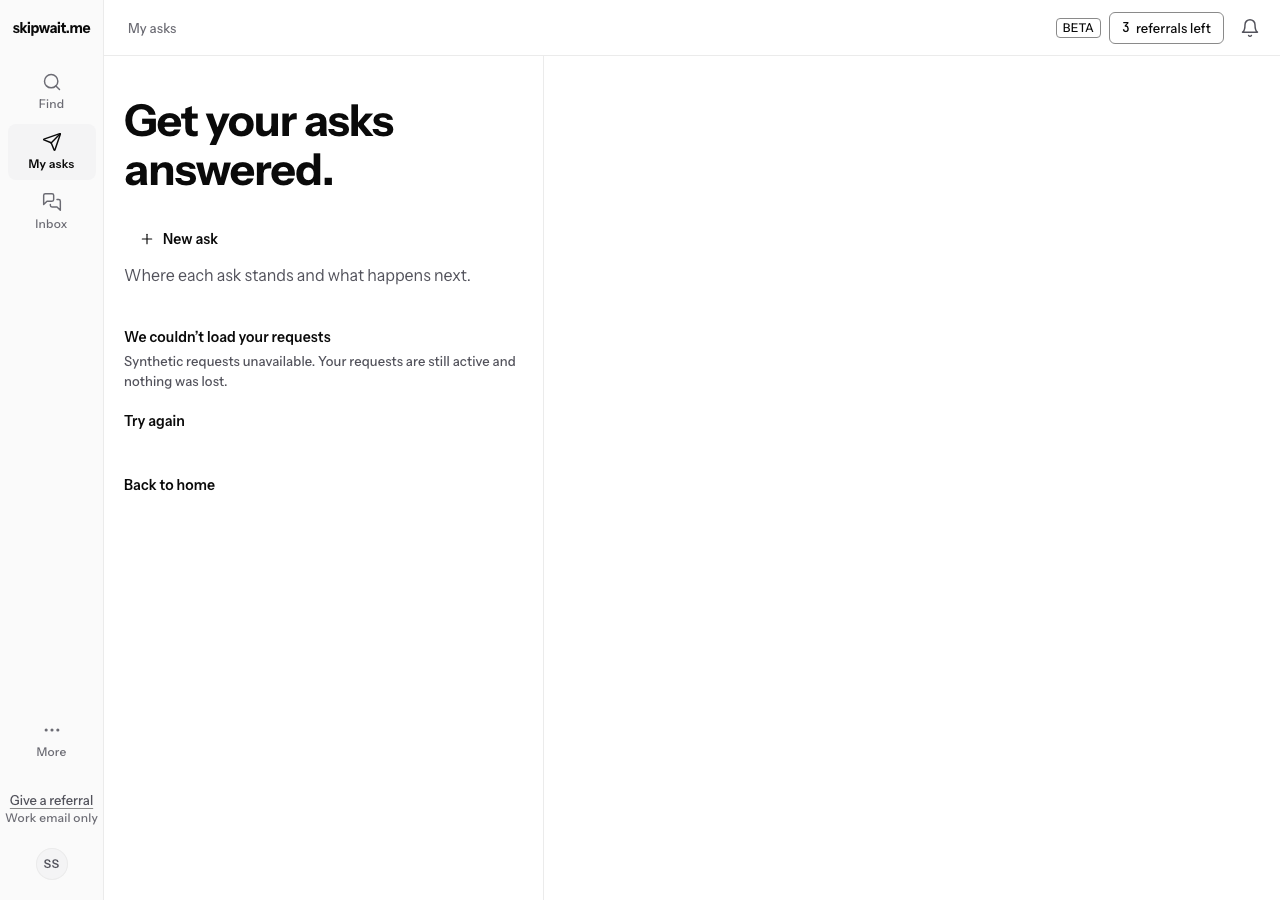 skipwait.me
My asks
BETA
3 referrals left
Find
My asks
Inbox
Get your asks
answered.
New ask
Where each ask stands and what happens next.
We couldn’t load your requests
Synthetic requests unavailable. Your requests are still active and
nothing was lost.
Try again
Back to home
More
Give a referral
Work email only
SS